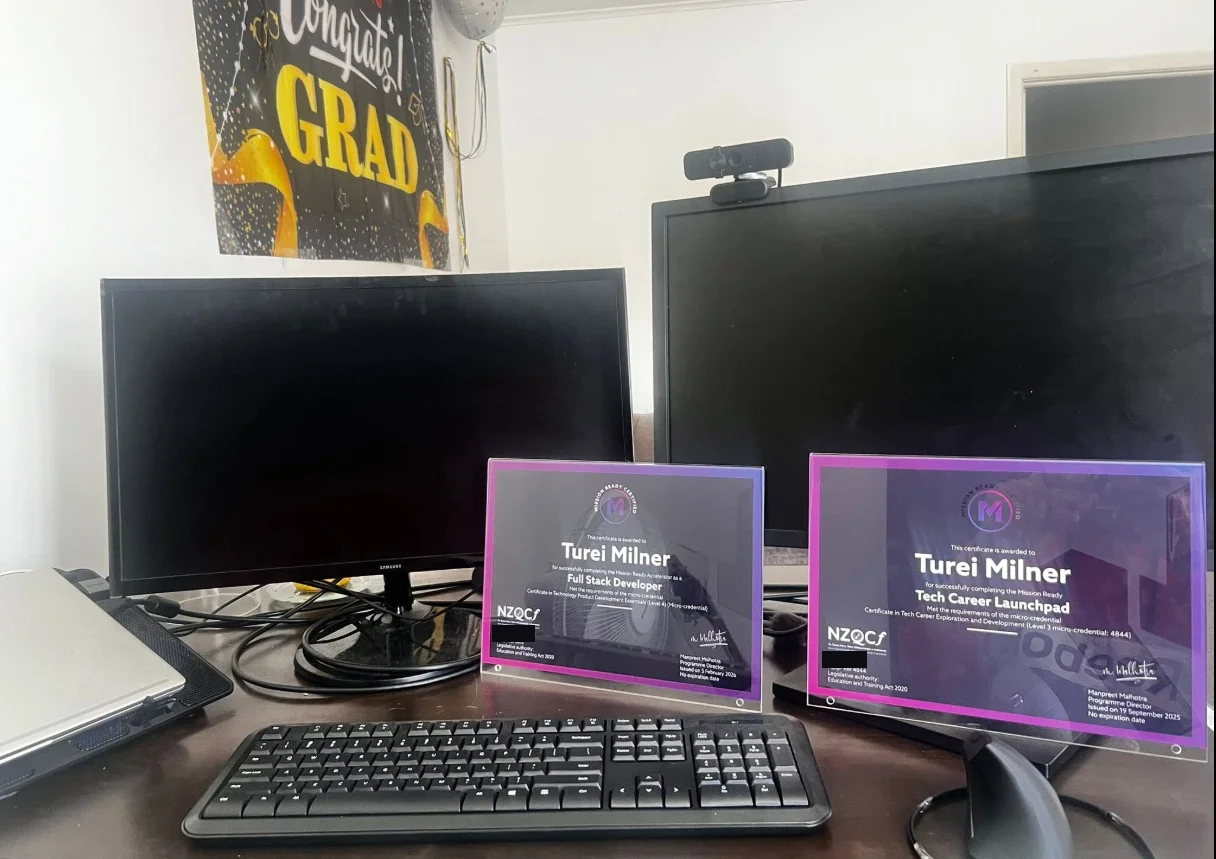 Congrats!
GRAD
SAMSUNG
MISSION READY CERTIFIED
This certificate is awarded to
Turei Milner
for successfully completing the Mission Ready Accelerator as a
Full Stack Developer
Met the requirements of the micro-credential
Certificate in Technology Product Development Essentials (Level 4) (Micro-credential)
NZQCf
Legislative authority:
Education and Training Act 2020
Manpreet Malhotra
Programme Director
Issued on 5 February 2026
No expiration date
MISSION READY CERTIFIED
This certificate is awarded to
Turei Milner
for successfully completing the Mission Ready
Tech Career Launchpad
Met the requirements of the micro-credential
Certificate in Tech Career Exploration and Development (Level 3 micro-credential: 4844)
NZQCf
Legislative authority:
Education and Training Act 2020
Manpreet Malhotra
Programme Director
Issued on 19 September 2025
No expiration date